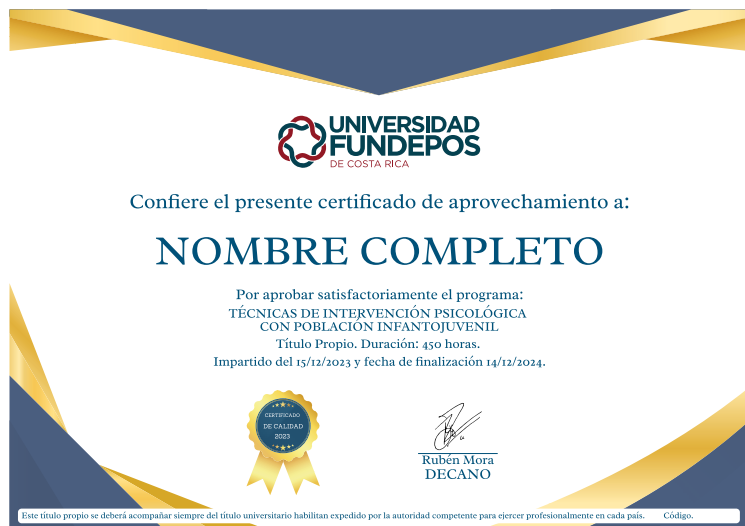 UNIVERSIDAD
FUNDEPOS
DE COSTA RICA
Confiere el presente certificado de aprovechamiento a:
NOMBRE COMPLETO
Por aprobar satisfactoriamente el programa:
TÉCNICAS DE INTERVENCIÓN PSICOLÓGICA
CON POBLACIÓN INFANTOJUVENIL
Título Propio. Duración: 450 horas.
Impartido del 15/12/2023 y fecha de finalización 14/12/2024.
CERTIFICADO
DE CALIDAD
2023
Rubén Mora
DECANO
Este titulo propio se deberá acompañar siempre del título universitario habilitan expedido por la autoridad competente para ejercer profesionalmente en cada país. Código.